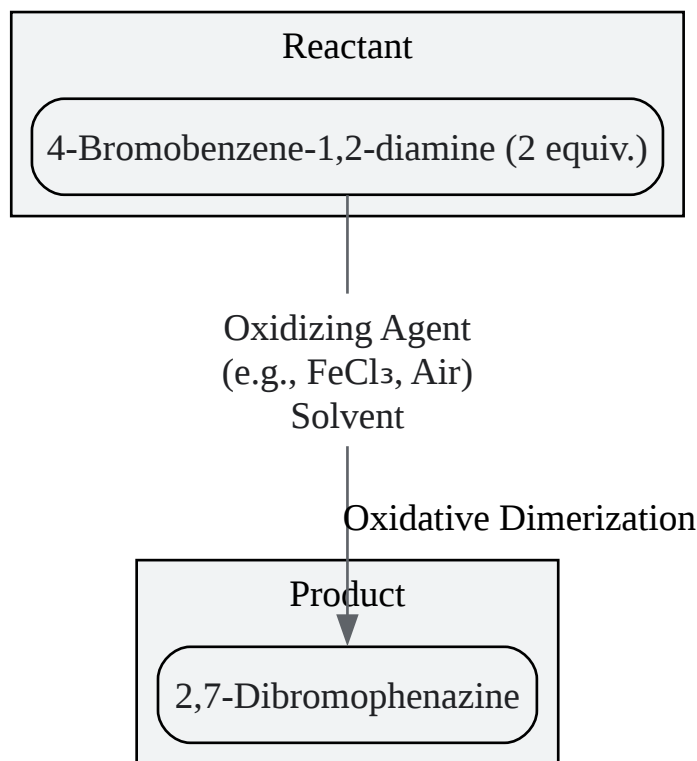 Reactant
4-Bromobenzene-1,2-diamine (2 equiv.)
Oxidizing Agent
(e.g., FeCl₃, Air)
Solvent
Oxidative Dimerization
Product
2,7-Dibromophenazine